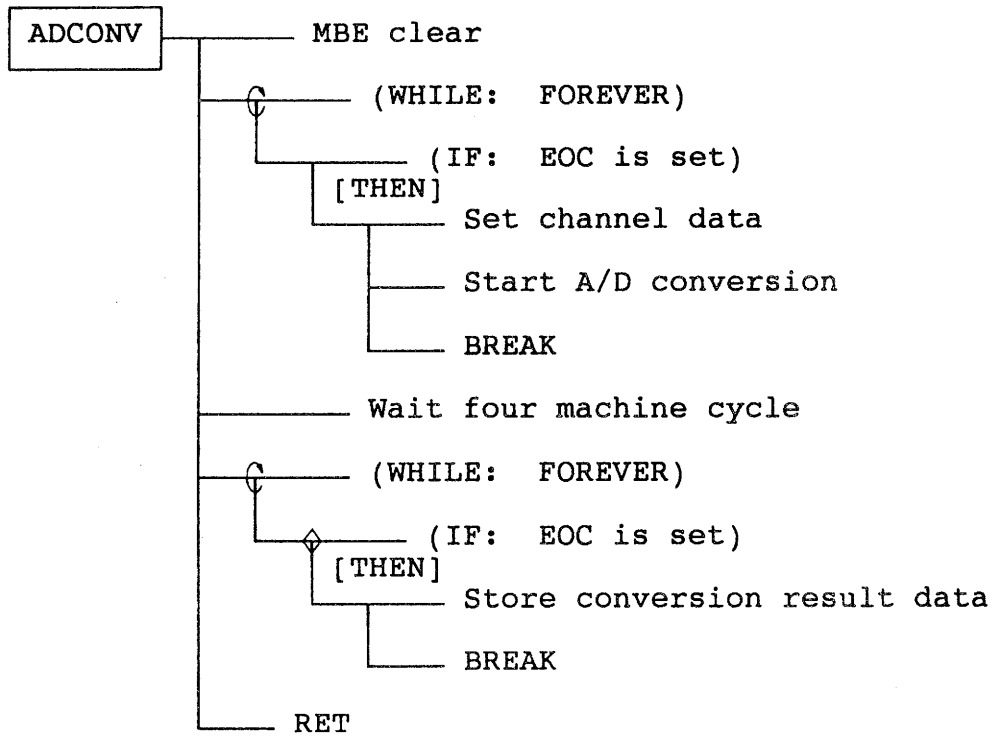 ADCONV MBE clear
(WHILE: FOREVER)
(IF: EOC is set)
[THEN]
Set channel data
Start A/D conversion
BREAK
Wait four machine cycle
(WHILE: FOREVER)
(IF: EOC is set)
[THEN]
Store conversion result data
BREAK
RET